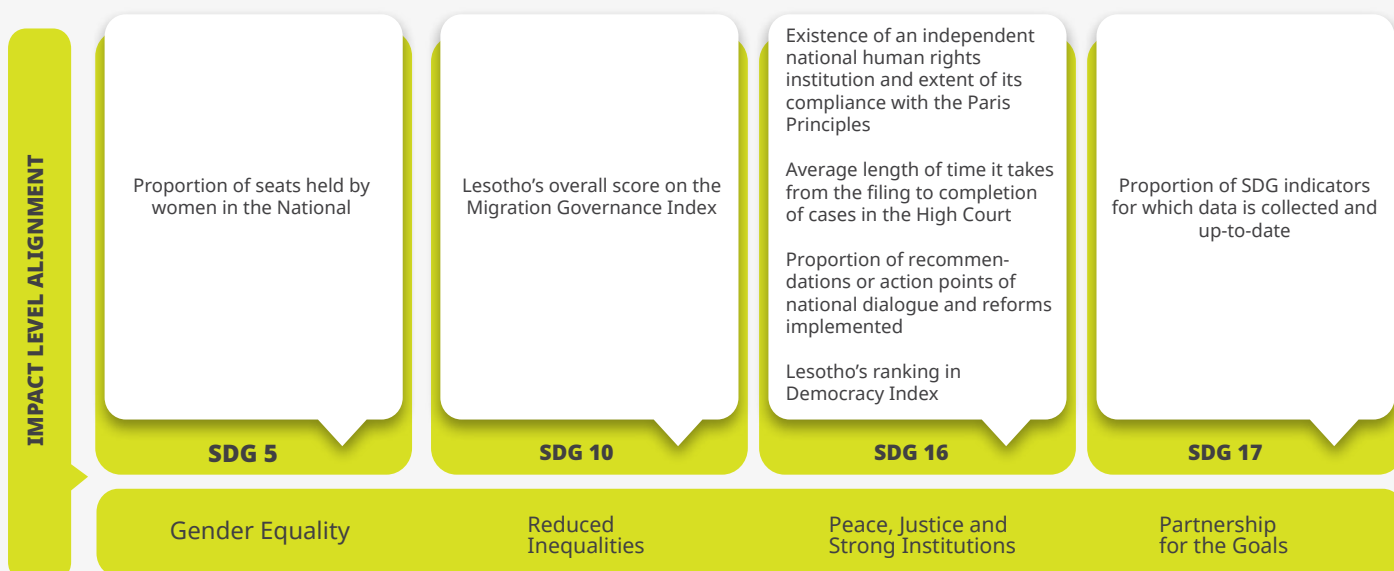 IMPACT LEVEL ALIGNMENT
Proportion of seats held by
women in the National
SDG 5
Gender Equality
Lesotho's overall score on the
Migration Governance Index
SDG 10
Reduced
Inequalities
Existence of an independent
national human rights
institution and extent of its
compliance with the Paris
Principles
Average length of time it takes
from the filing to completion
of cases in the High Court
Proportion of recommen-
dations or action points of
national dialogue and reforms
implemented
Lesotho's ranking in
Democracy Index
SDG 16
Peace, Justice and
Strong Institutions
Proportion of SDG indicators
for which data is collected and
up-to-date
SDG 17
Partnership
for the Goals